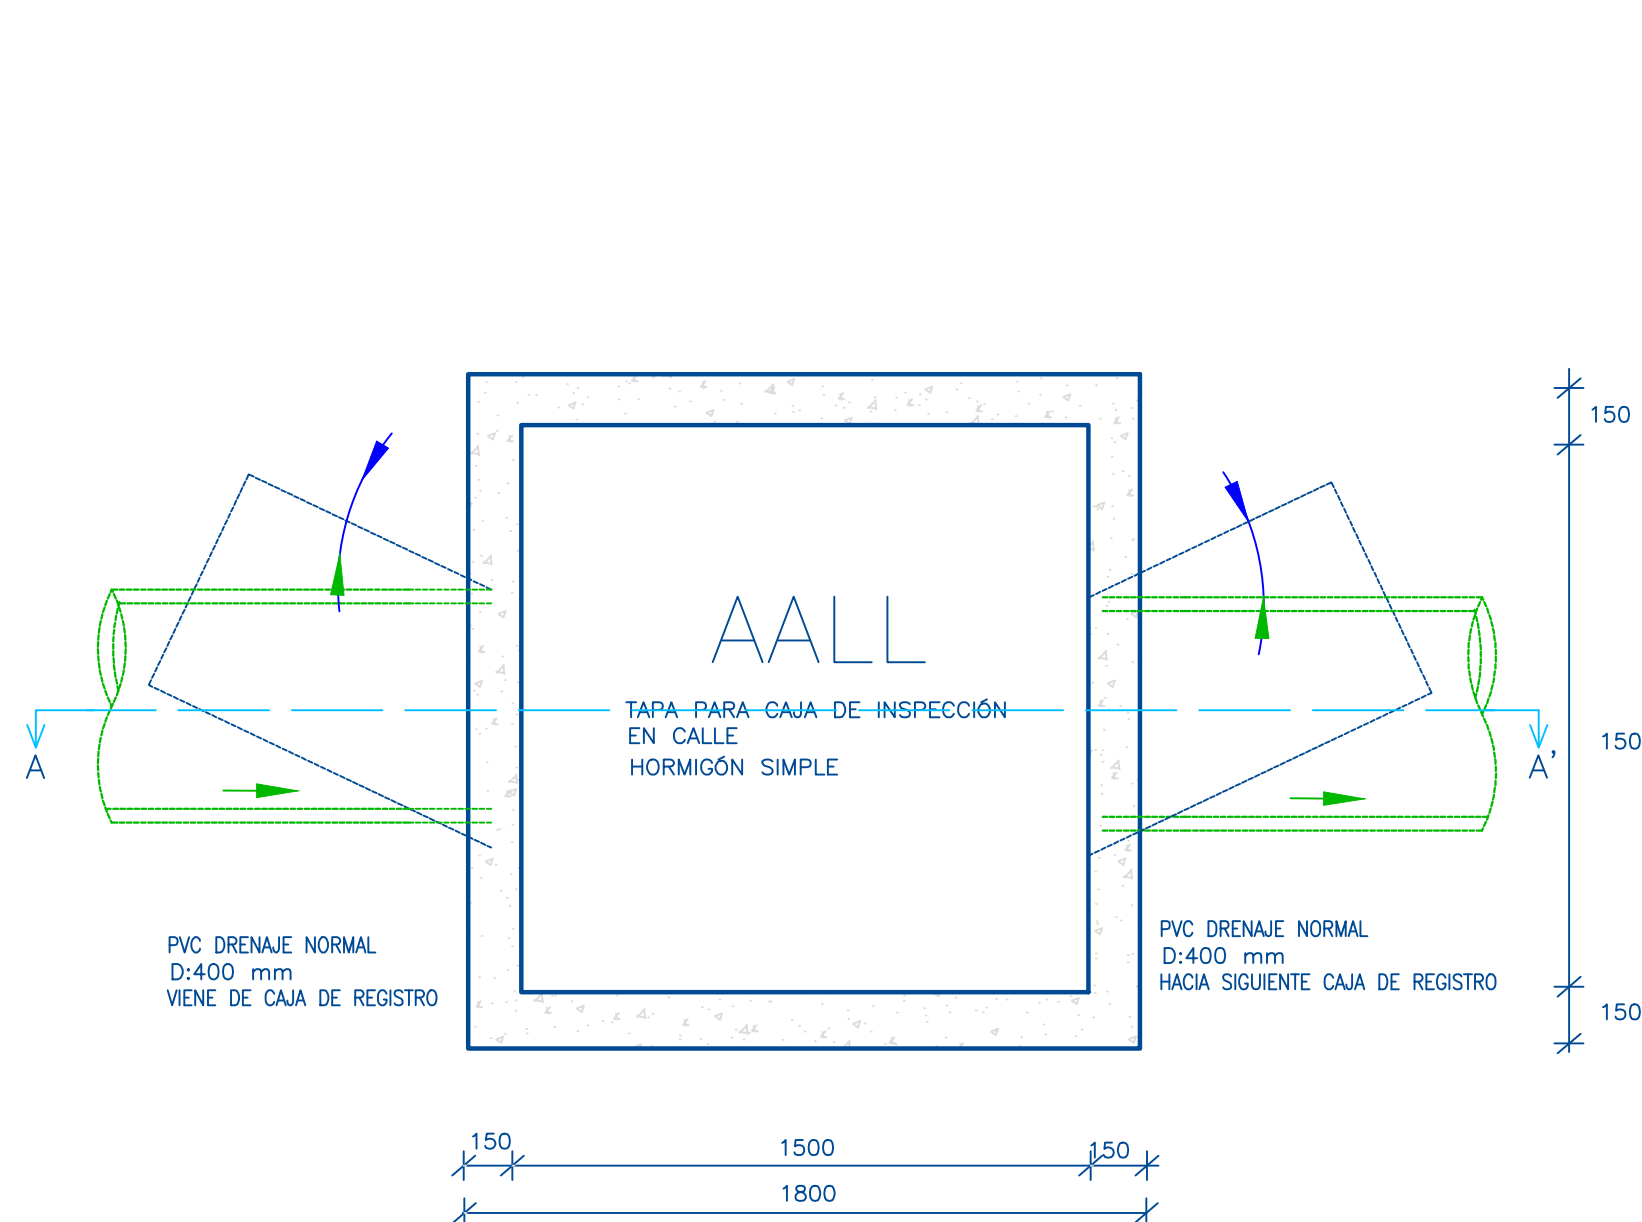 150
AALL
TAPA PARA CAJA DE INSPECCIÓN
EN CALLE
HORMIGÓN SIMPLE
A
A'
150
PVC DRENAJE NORMAL
D:400 mm
VIENE DE CAJA DE REGISTRO
PVC DRENAJE NORMAL
D:400 mm
HACIA SIGUIENTE CAJA DE REGISTRO
150
150
1500
150
1800